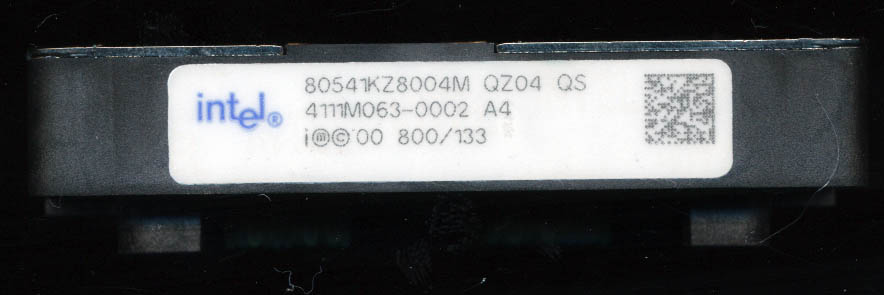 intel®
80541KZ8004M QZ04 QS
4111M063-0002 A4
i ⓜ © '00 800/133